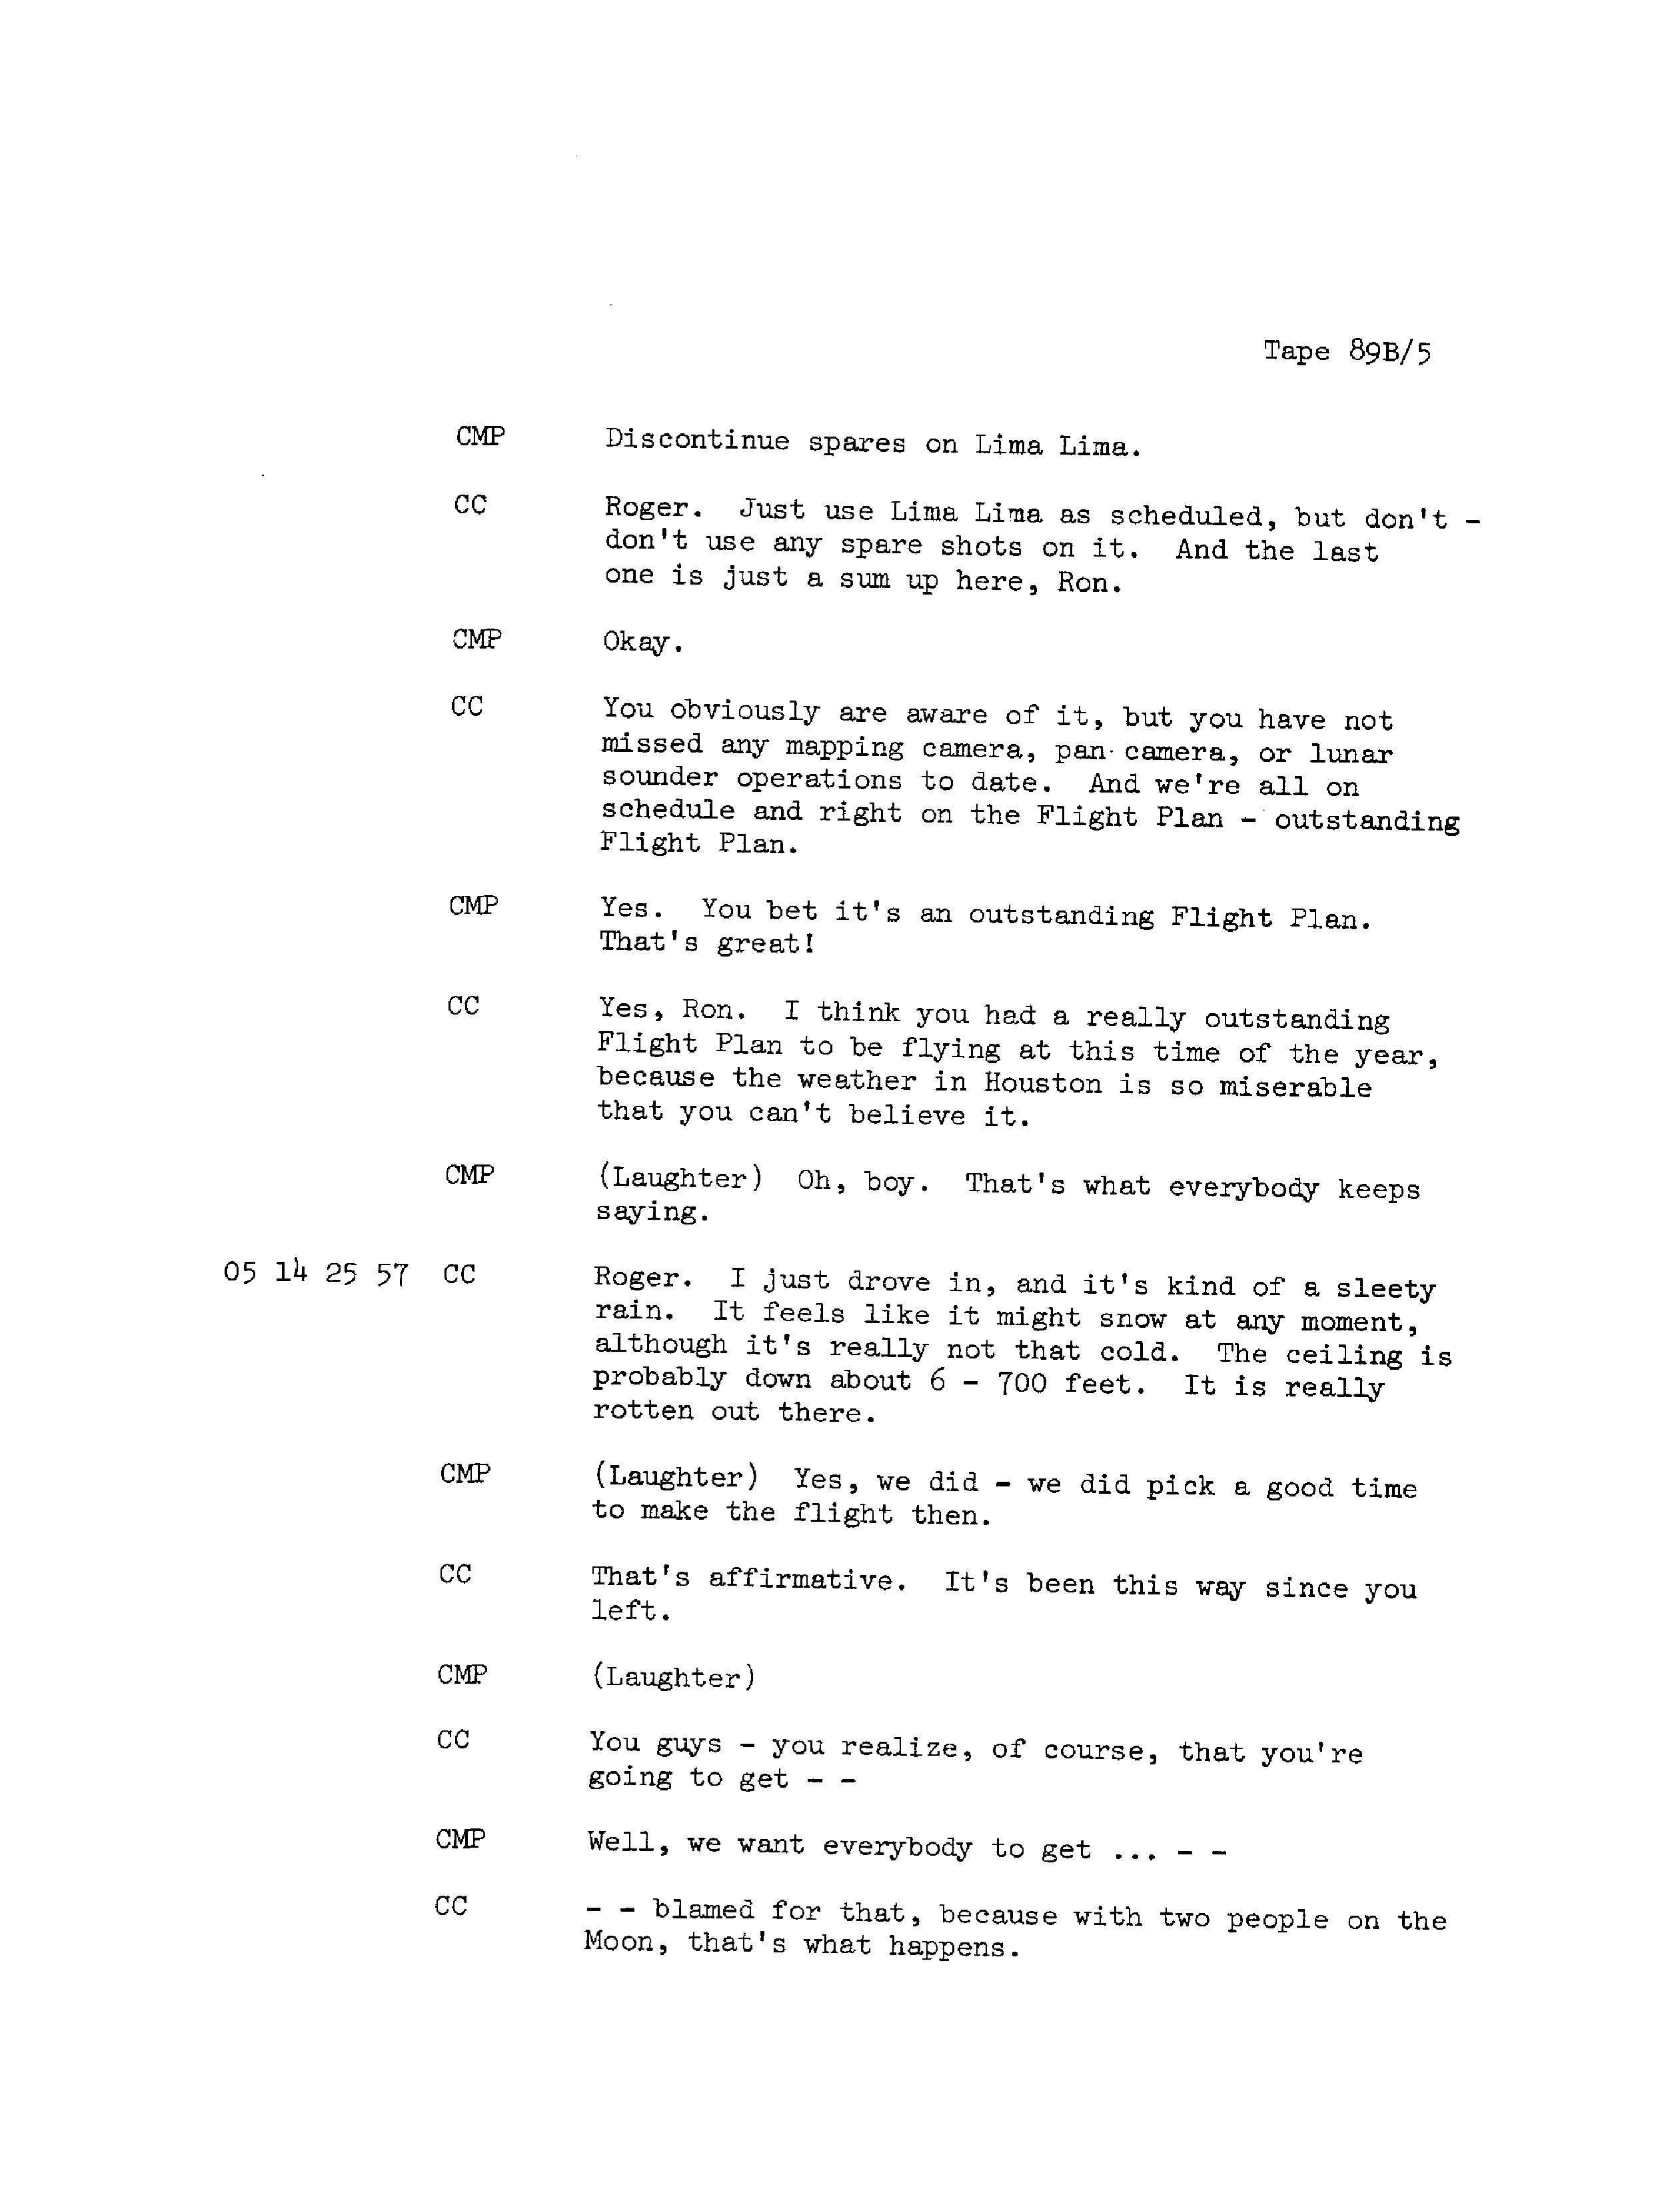 Tape 89B/5
CMP Discontinue spares on Lima Lima.
CC Roger. Just use Lima Lima as scheduled, but don't -
don't use any spare shots on it. And the last
one is just a sum up here, Ron.
CMP Okay.
CC You obviously are aware of it, but you have not
missed any mapping camera, pan camera, or lunar
sounder operations to date. And we're all on
schedule and right on the Flight Plan - outstanding
Flight Plan.
CMP Yes. You bet it's an outstanding Flight Plan.
That's great!
CC Yes, Ron. I think you had a really outstanding
Flight Plan to be flying at this time of the year,
because the weather in Houston is so miserable
that you can't believe it.
CMP (Laughter) Oh, boy. That's what everybody keeps
saying.
05 14 25 57 CC Roger. I just drove in, and it's kind of a sleety
rain. It feels like it might snow at any moment,
although it's really not that cold. The ceiling is
probably down about 6 - 700 feet. It is really
rotten out there.
CMP (Laughter) Yes, we did - we did pick a good time
to make the flight then.
CC That's affirmative. It's been this way since you
left.
CMP (Laughter)
CC You guys - you realize, of course, that you're
going to get - -
CMP Well, we want everybody to get ... - -
CC - - blamed for that, because with two people on the
Moon, that's what happens.